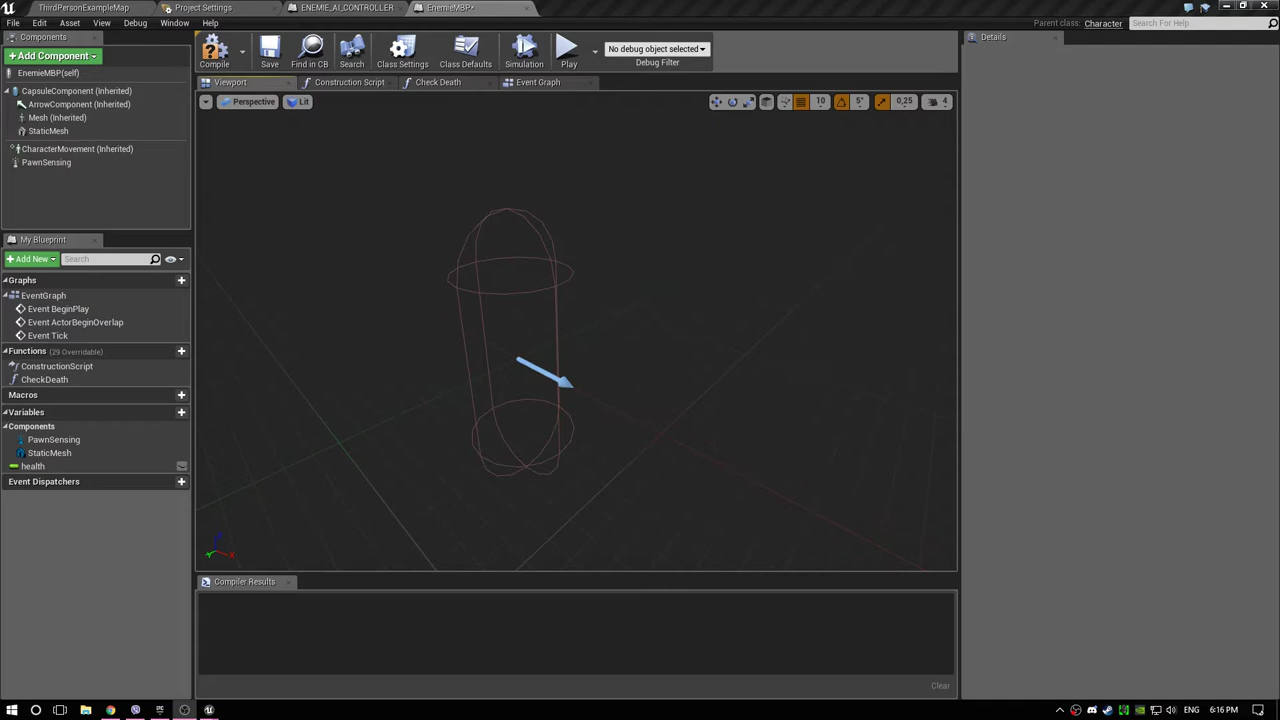 ThirdPersonExampleMap
Project Settings
ENEMIE_AI_CONTROLLER
EnemieMBP*
File Edit Asset View Debug Window Help
Parent class: Character
Search For Help
Components
+Add Component
Compile
Save
Find in CB
Search
Class Settings
Class Defaults
Simulation
Play
No debug object selected
Debug Filter
Details
EnemieMBP(self)
CapsuleComponent (Inherited)
ArrowComponent (Inherited)
Mesh (Inherited)
StaticMesh
CharacterMovement (Inherited)
PawnSensing
Viewport
Construction Script
Check Death
Event Graph
Perspective
Lit
10
5°
0,25
4
My Blueprint
+Add New
Search
Graphs
EventGraph
Event BeginPlay
Event ActorBeginOverlap
Event Tick
Functions (29 Overridable)
ConstructionScript
CheckDeath
Macros
Variables
Components
PawnSensing
StaticMesh
health
Event Dispatchers
Z
Y
X
Compiler Results
Clear
ENG
6:16 PM